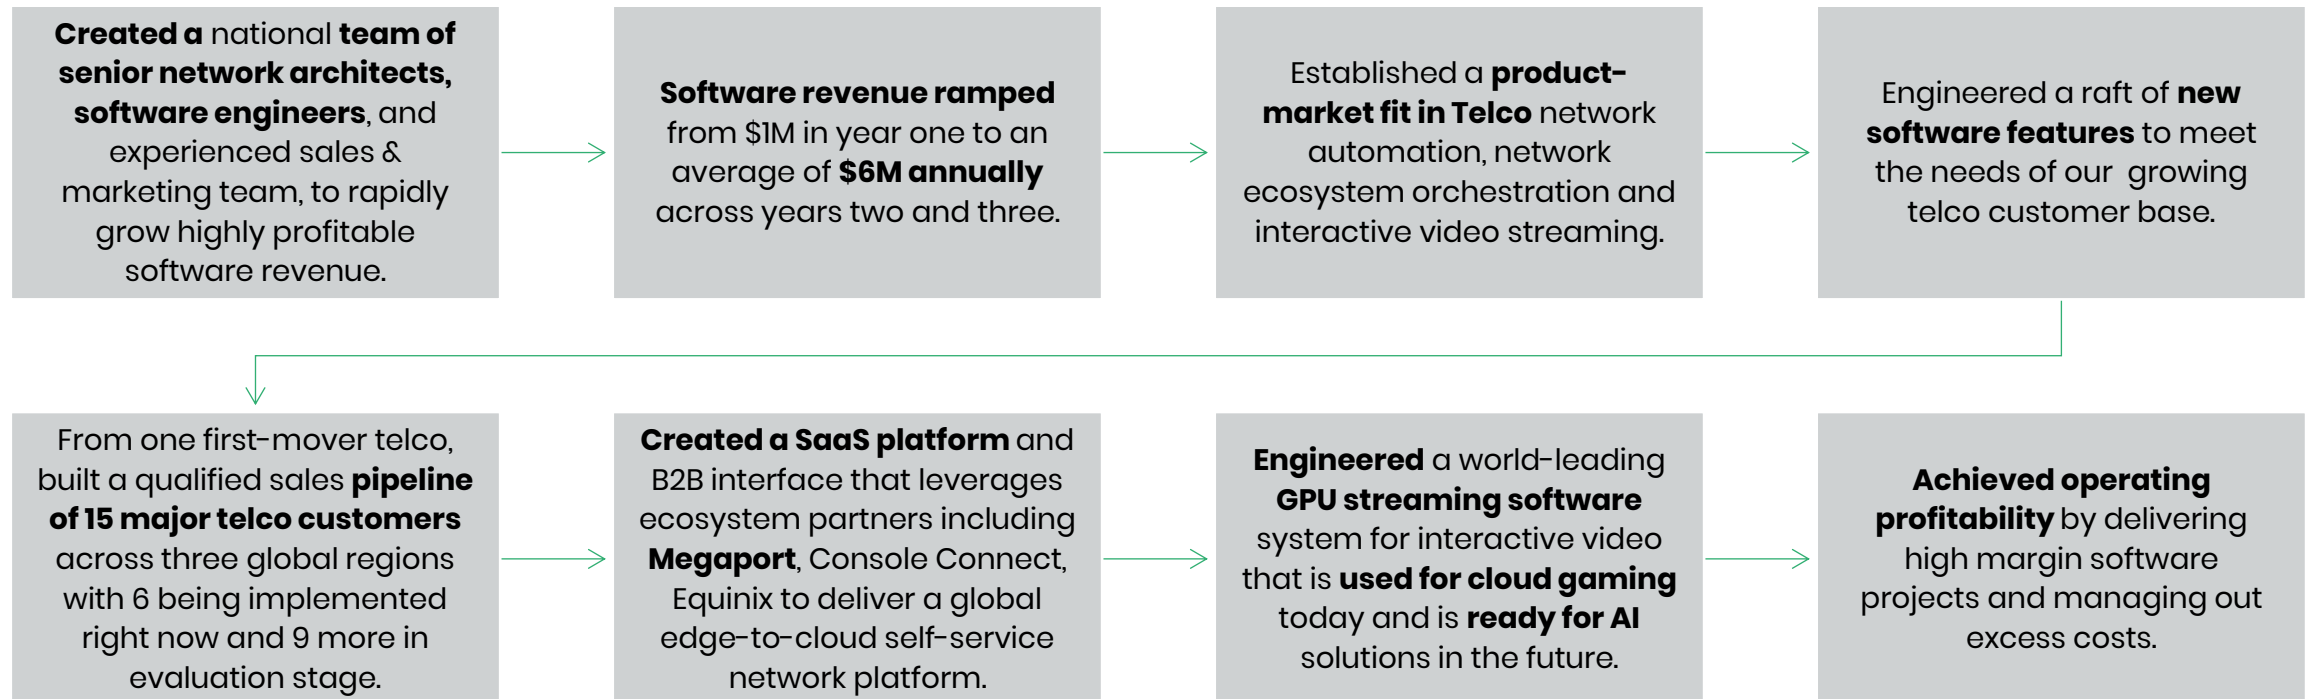 Created a national team of
senior network architects,
software engineers, and
experienced sales &
marketing team, to rapidly
grow highly profitable
software revenue.
Software revenue ramped
from $1M in year one to an
average of $6M annually
across years two and three.
Established a product-
market fit in Telco network
automation, network
ecosystem orchestration and
interactive video streaming.
Engineered a raft of new
software features to meet
the needs of our growing
telco customer base.
From one first-mover telco,
built a qualified sales pipeline
of 15 major telco customers
across three global regions
with 6 being implemented
right now and 9 more in
evaluation stage.
Created a SaaS platform and
B2B interface that leverages
ecosystem partners including
Megaport, Console Connect,
Equinix to deliver a global
edge-to-cloud self-service
network platform.
Engineered a world-leading
GPU streaming software
system for interactive video
that is used for cloud gaming
today and is ready for AI
solutions in the future.
Achieved operating
profitability by delivering
high margin software
projects and managing out
excess costs.